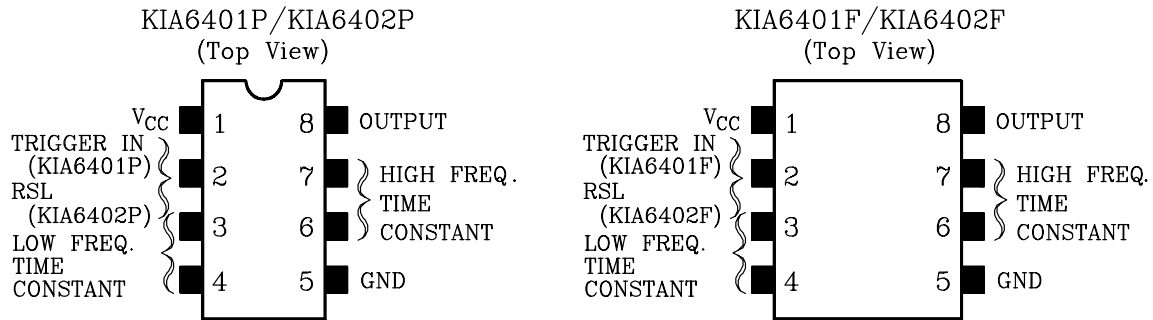 KIA6401P/KIA6402P
(Top View)
VCC
TRIGGER IN
(KIA6401P)
RSL
(KIA6402P)
LOW FREQ.
TIME
CONSTANT
1
2
3
4
8
7
6
5
OUTPUT
HIGH FREQ.
TIME
CONSTANT
GND
KIA6401F/KIA6402F
(Top View)
VCC
TRIGGER IN
(KIA6401F)
RSL
(KIA6402F)
LOW FREQ.
TIME
CONSTANT
1
2
3
4
8
7
6
5
OUTPUT
HIGH FREQ.
TIME
CONSTANT
GND